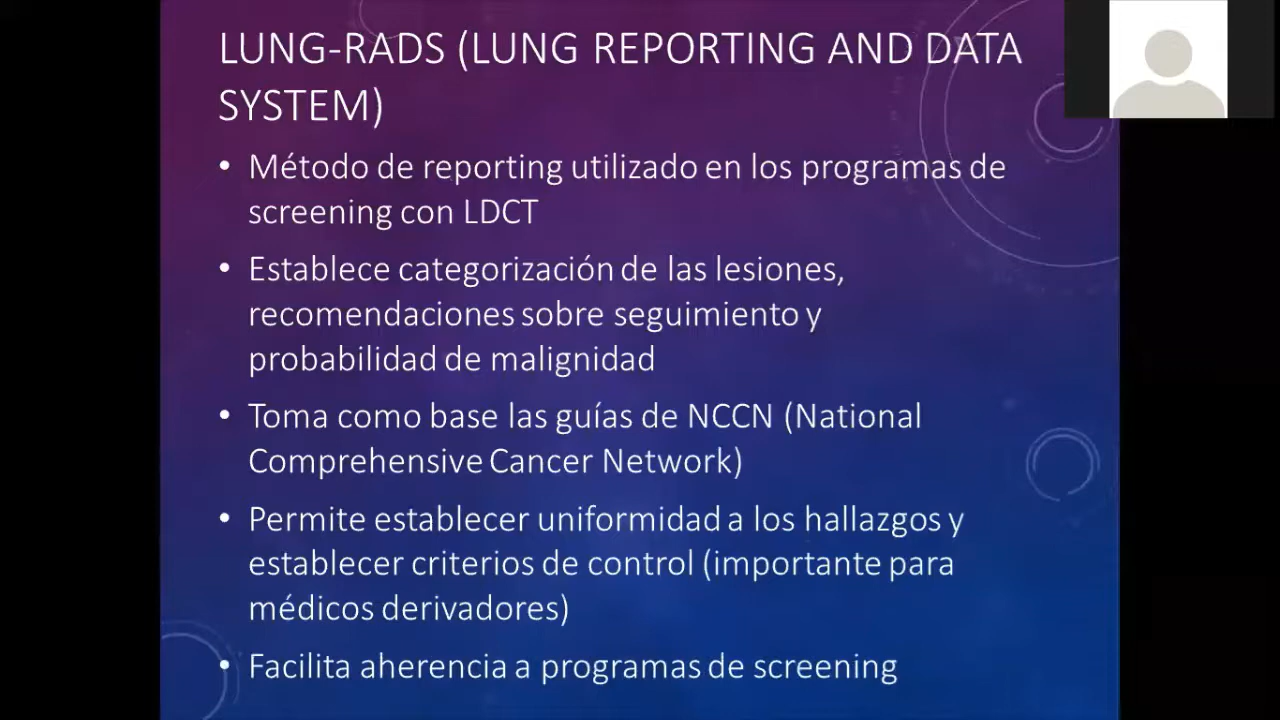 LUNG-RADS (LUNG REPORTING AND DATA
SYSTEM)
• Método de reporting utilizado en los programas de
screening con LDCT
• Establece categorización de las lesiones,
recomendaciones sobre seguimiento y
probabilidad de malignidad
• Toma como base las guías de NCCN (National
Comprehensive Cancer Network)
• Permite establecer uniformidad a los hallazgos y
establecer criterios de control (importante para
médicos derivadores)
• Facilita aherencia a programas de screening